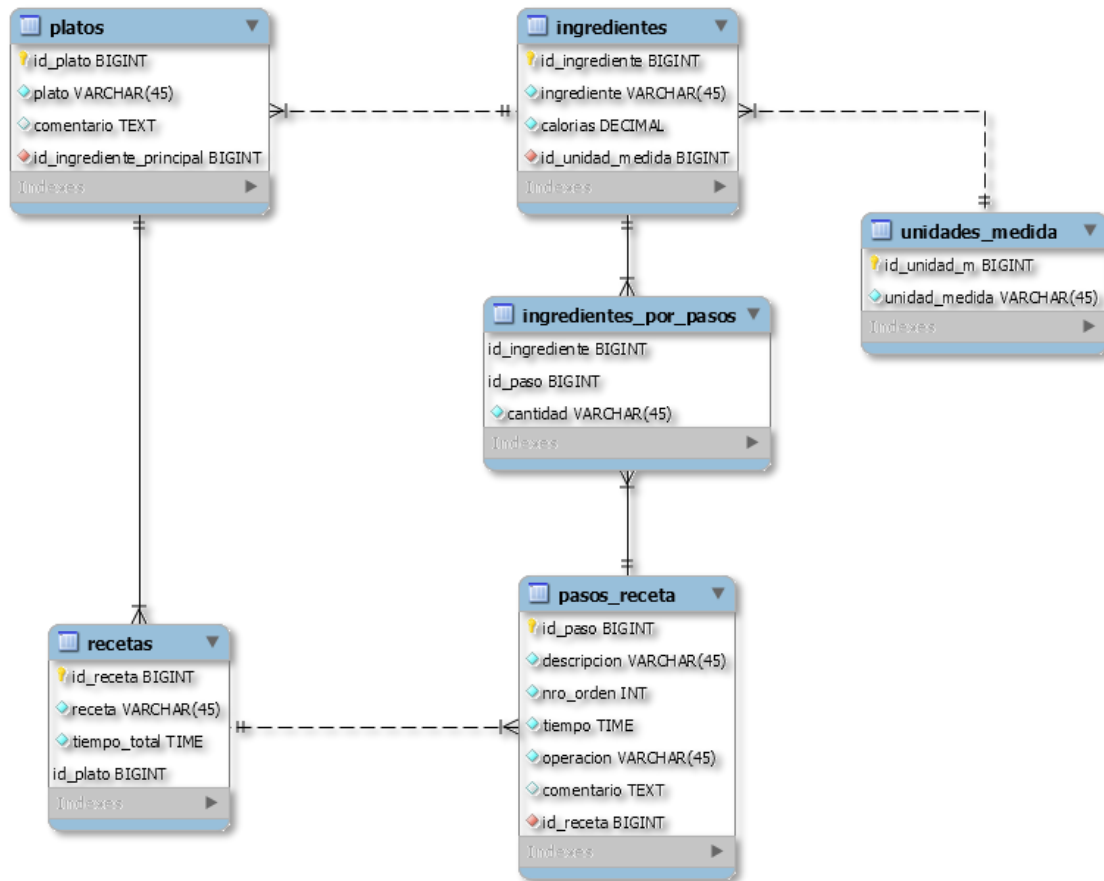 platos
id_plato BIGINT
plato VARCHAR(45)
comentario TEXT
id_ingrediente_principal BIGINT
Indexes
ingredientes
id_ingrediente BIGINT
ingrediente VARCHAR(45)
calorias DECIMAL
id_unidad_medida BIGINT
Indexes
unidades_medida
id_unidad_m BIGINT
unidad_medida VARCHAR(45)
Indexes
ingredientes_por_pasos
id_ingrediente BIGINT
id_paso BIGINT
cantidad VARCHAR(45)
Indexes
recetas
id_receta BIGINT
receta VARCHAR(45)
tiempo_total TIME
id_plato BIGINT
Indexes
pasos_receta
id_paso BIGINT
descripcion VARCHAR(45)
nro_orden INT
tiempo TIME
operacion VARCHAR(45)
comentario TEXT
id_receta BIGINT
Indexes